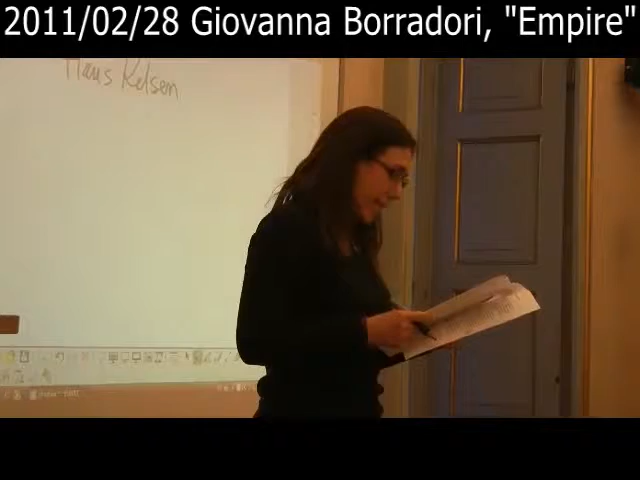 2011/02/28 Giovanna Borradori, "Empire"
Hans Kelsen